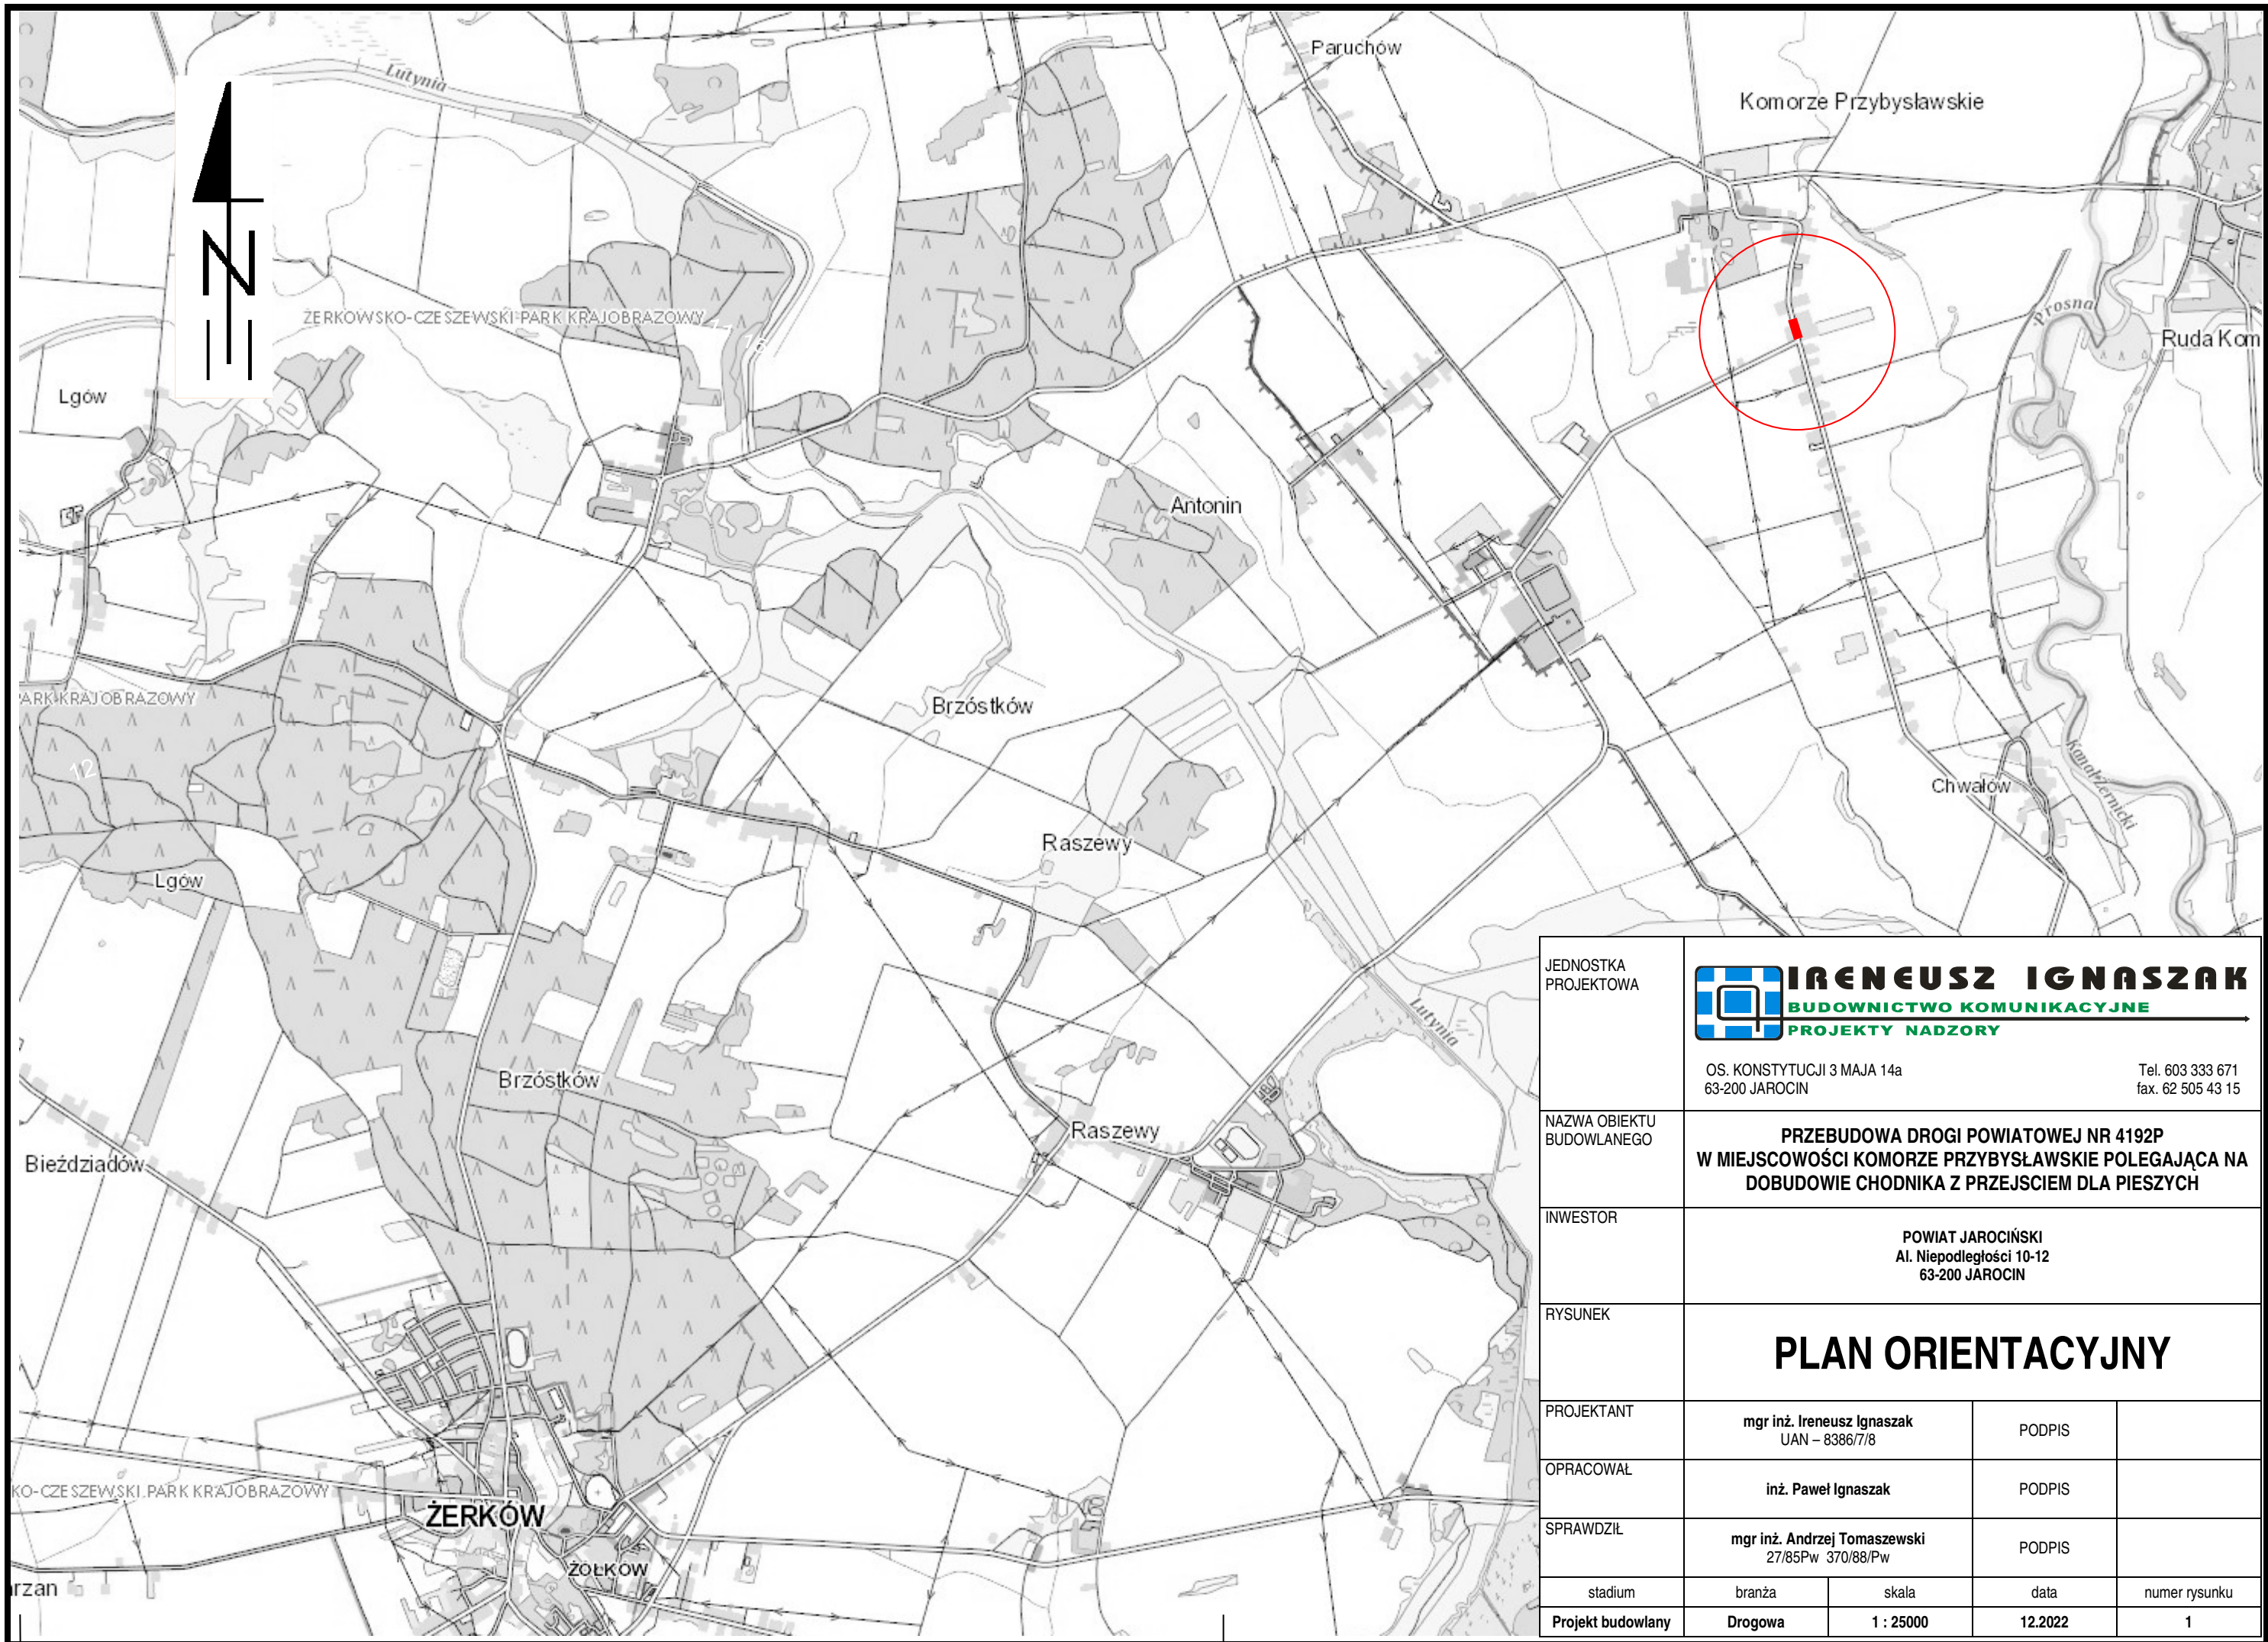 Paruchów
Lutynia
Komorze Przybysławskie
N
ŻERKOWSKO-CZESZEWSKI PARK KRAJOBRAZOWY
Prosna
Ruda Kom
Lgów
Antonin
PARK KRAJOBRAZOWY
Brzóstków
12
Kanał Żernicki
Chwałów
Raszewy
Lgów
Lutynia
Brzóstków
Raszewy
Bieździadów
KO-CZESZEWSKI PARK KRAJOBRAZOWY
ŻERKÓW
ŻÓŁKÓW
rzan
JEDNOSTKA
PROJEKTOWA
IRENEUSZ IGNASZAK
BUDOWNICTWO KOMUNIKACYJNE
PROJEKTY NADZORY
OS. KONSTYTUCJI 3 MAJA 14a
63-200 JAROCIN
Tel. 603 333 671
fax. 62 505 43 15
NAZWA OBIEKTU
BUDOWLANEGO
PRZEBUDOWA DROGI POWIATOWEJ NR 4192P
W MIEJSCOWOŚCI KOMORZE PRZYBYSŁAWSKIE POLEGAJĄCA NA
DOBUDOWIE CHODNIKA Z PRZEJSCIEM DLA PIESZYCH
INWESTOR
POWIAT JAROCIŃSKI
Al. Niepodległości 10-12
63-200 JAROCIN
RYSUNEK
PLAN ORIENTACYJNY
PROJEKTANT
mgr inż. Ireneusz Ignaszak
UAN – 8386/7/8
PODPIS
OPRACOWAŁ
inż. Paweł Ignaszak
PODPIS
SPRAWDZIŁ
mgr inż. Andrzej Tomaszewski
27/85Pw 370/88/Pw
PODPIS
stadium branża skala data numer rysunku
Projekt budowlany Drogowa 1 : 25000 12.2022 1